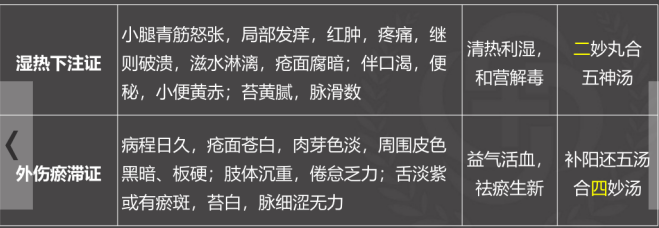 湿热下注证
小腿青筋怒张，局部发痒，红肿，疼痛，继
则破溃，滋水淋漓，疮面腐暗；伴口渴，便
秘，小便黄赤；苔黄腻，脉滑数
清热利湿，
和营解毒
二妙丸合
五神汤
外伤瘀滞证
病程日久，疮面苍白，肉芽色淡，周围皮色
黑暗、板硬；肢体沉重，倦怠乏力；舌淡紫
或有瘀斑，苔白，脉细涩无力
益气活血，
祛瘀生新
补阳还五汤
合四妙汤